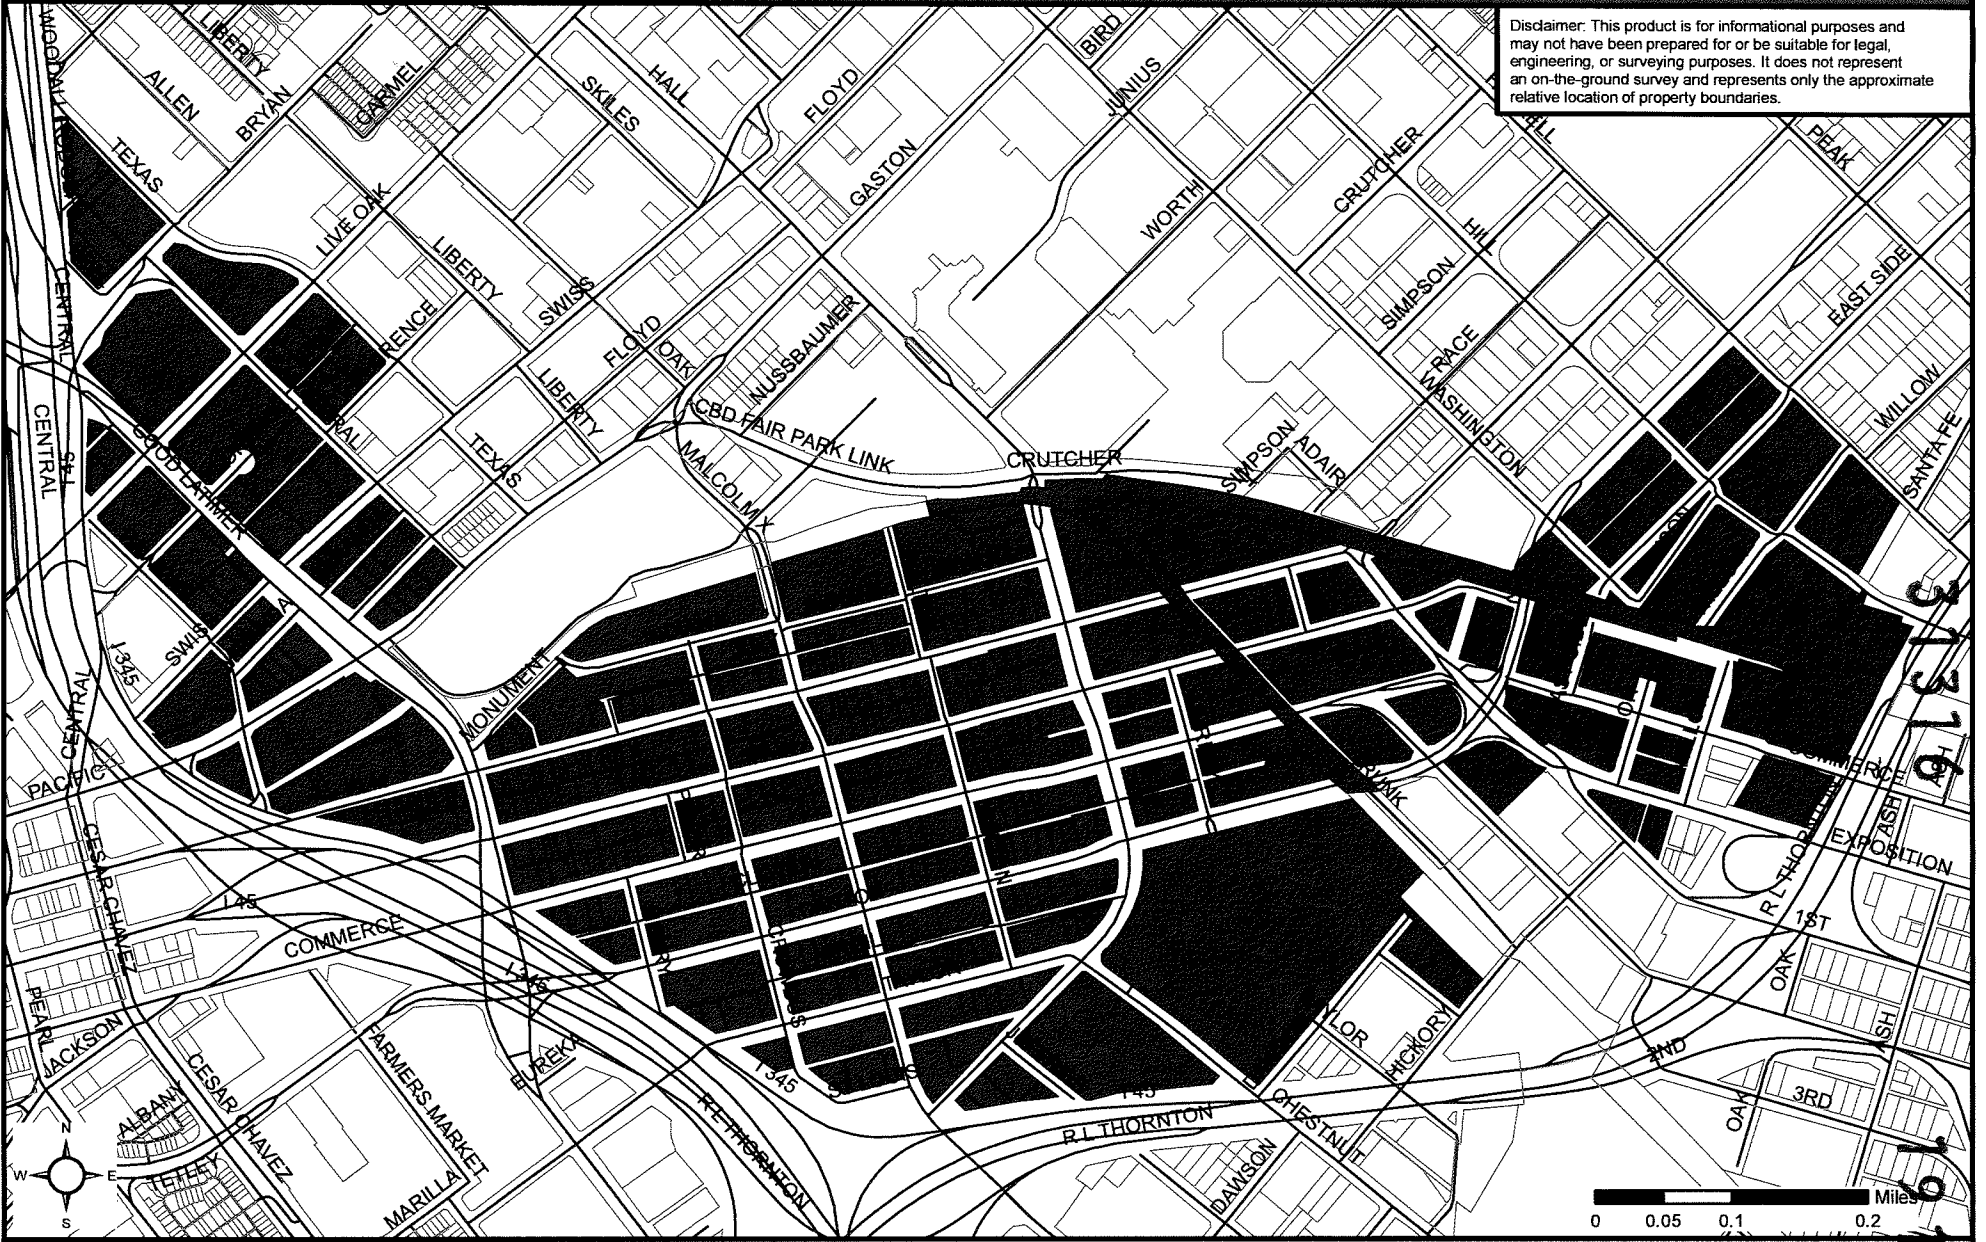 Disclaimer: This product is for informational purposes and
may not have been prepared for or be suitable for legal,
engineering, or surveying purposes. It does not represent
an on-the-ground survey and represents only the approximate
relative location of property boundaries.
LIBERTY
ALLEN
BRYAN
CARMEL
TEXAS
SKILES
HALL
FLOYD
BIRD
JUNIUS
GASTON
CRUTCHER
PEAK
LIVE OAK
LIBERTY
SWISS
WORTH
HILL
SIMPSON
EAST SIDE
CENTRAL
FLOYD
OAK
NUSSBAUMER
RACE
WASHINGTON
WILLOW
SANTA FE
CENTRAL
LIBERTY
TEXAS
CBD FAIR PARK LINK
MALCOLM X
CRUTCHER
SIMPSON
ADAIR
GOOD LATIMER
I 345
MONUMENT
CENTRAL
PACIFIC
COMMERCE
ASH
ASH
EXPOSITION
R L THORNTON
1ST
CESAR CHAVEZ
I 45
COMMERCE
I 345
OAK
ASH
PEARL
JACKSON
FARMERS MARKET
EUREKA
I 345
HICKORY
2ND
3RD
OAK
CESAR CHAVEZ
ALBANY
TETLEY
MARILLA
R L THORNTON
R L THORNTON
I 45
CHESTNUT
DAWSON
N
W E
S
Miles
0 0.05 0.1 0.2
31316